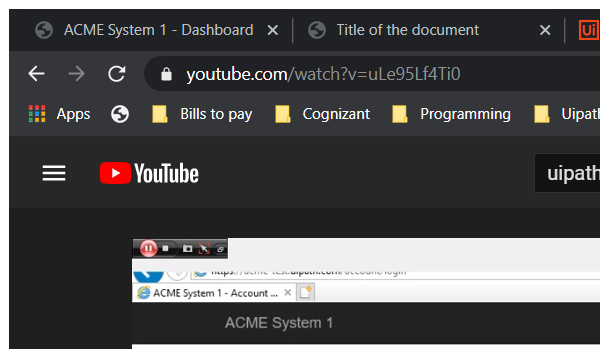 ACME System 1 - Dashboard
Title of the document
Ui
youtube.com/watch?v=uLe95Lf4Ti0
Apps
Bills to pay
Cognizant
Programming
Uipath
YouTube
uipath
https://acme-test.uipath.com/account/login
ACME System 1 - Account ...
ACME System 1